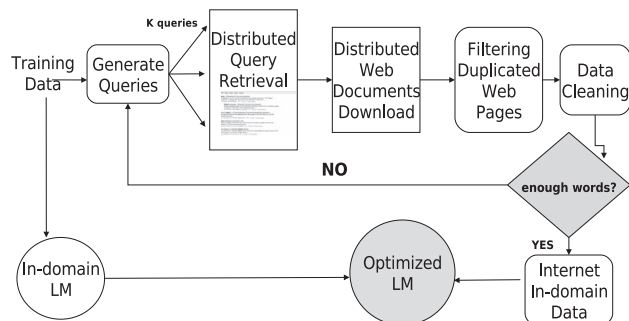 K queries
Training
Data
Generate
Queries
Distributed
Query
Retrieval
Distributed
Web
Documents
Download
Filtering
Duplicated
Web
Pages
Data
Cleaning
NO
enough words?
YES
In-domain
LM
Optimized
LM
Internet
In-domain
Data